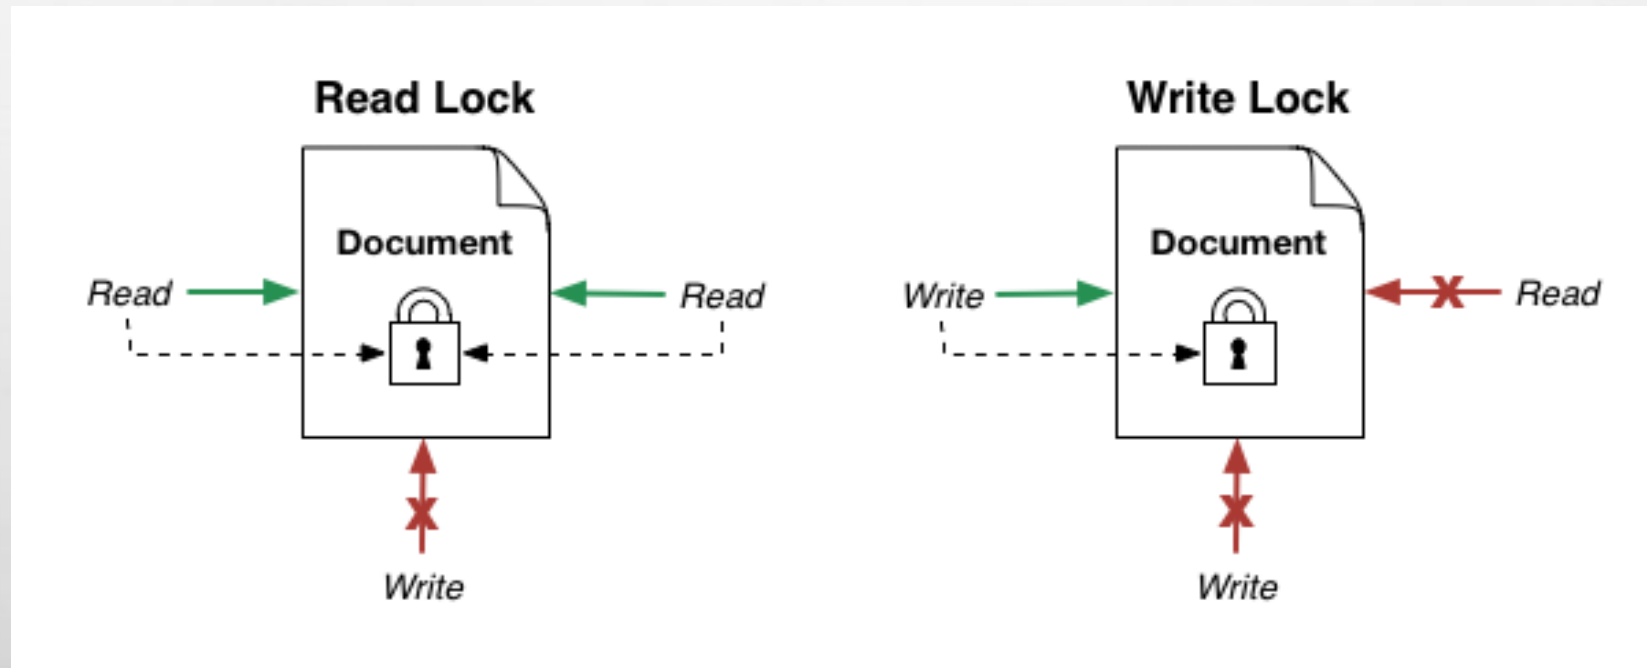 Read Lock
Document
Read
Read
Write
Write Lock
Document
Write
Read
Write